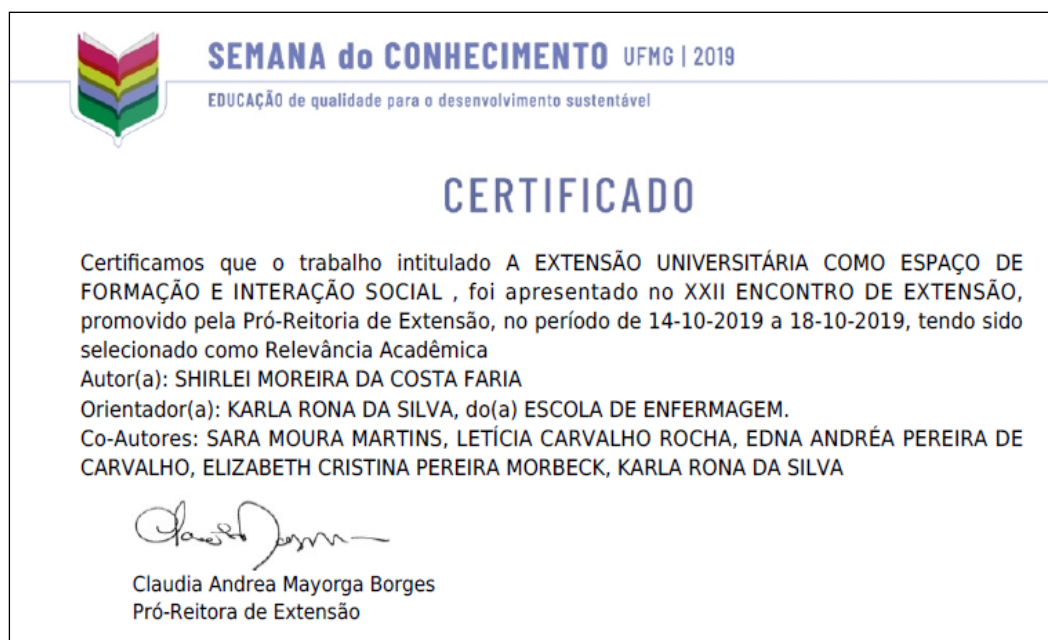 SEMANA do CONHECIMENTO UFMG | 2019
EDUCAÇÃO de qualidade para o desenvolvimento sustentável
CERTIFICADO
Certificamos que o trabalho intitulado A EXTENSÃO UNIVERSITÁRIA COMO ESPAÇO DE
FORMAÇÃO E INTERAÇÃO SOCIAL , foi apresentado no XXII ENCONTRO DE EXTENSÃO,
promovido pela Pró-Reitoria de Extensão, no período de 14-10-2019 a 18-10-2019, tendo sido
selecionado como Relevância Acadêmica
Autor(a): SHIRLEI MOREIRA DA COSTA FARIA
Orientador(a): KARLA RONA DA SILVA, do(a) ESCOLA DE ENFERMAGEM.
Co-Autores: SARA MOURA MARTINS, LETÍCIA CARVALHO ROCHA, EDNA ANDRÉA PEREIRA DE
CARVALHO, ELIZABETH CRISTINA PEREIRA MORBECK, KARLA RONA DA SILVA
Claudia Andrea Mayorga Borges
Pró-Reitora de Extensão